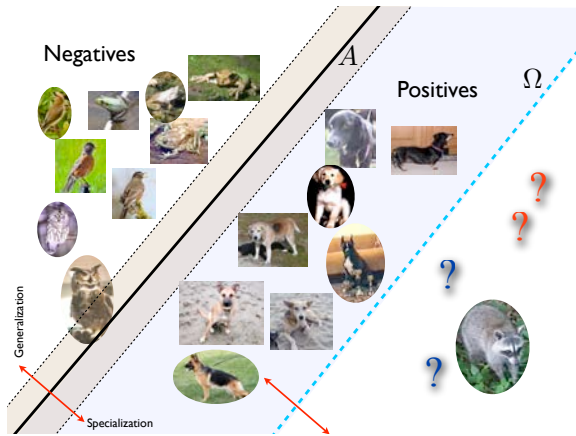 Negatives
A
Positives
Ω
?
?
?
?
Generalization
Specialization